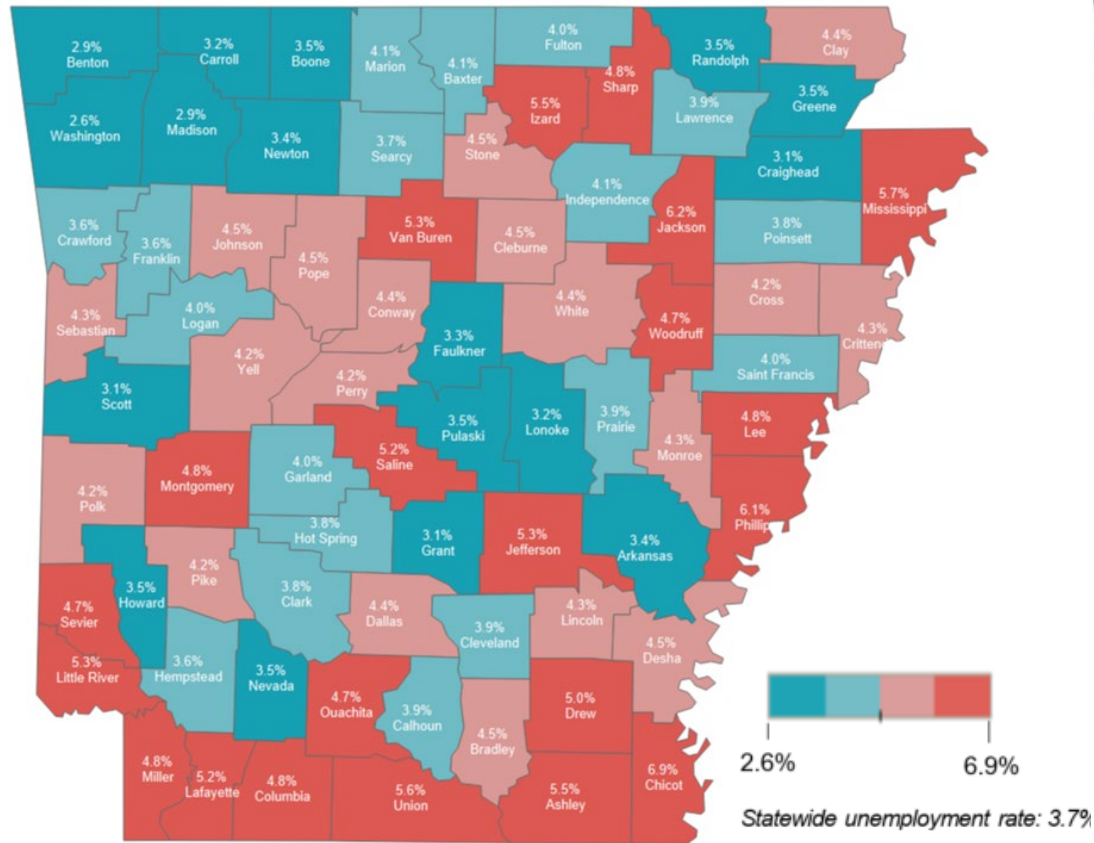 2.9%
Benton
3.2%
Carroll
3.5%
Boone
4.1%
Marion
4.1%
Baxter
4.0%
Fulton
4.8%
Sharp
3.5%
Randolph
4.4%
Clay
2.6%
Washington
2.9%
Madison
3.4%
Newton
3.7%
Searcy
4.5%
Stone
5.5%
Izard
3.9%
Lawrence
3.5%
Greene
3.6%
Crawford
3.6%
Franklin
4.5%
Johnson
4.5%
Pope
5.3%
Van Buren
4.5%
Cleburne
4.1%
Independence
6.2%
Jackson
3.1%
Craighead
3.8%
Poinsett
5.7%
Mississippi
4.3%
Sebastian
4.0%
Logan
4.2%
Yell
4.4%
Conway
3.3%
Faulkner
4.4%
White
4.7%
Woodruff
4.2%
Cross
4.3%
Crittend
3.1%
Scott
4.2%
Perry
3.5%
Pulaski
3.2%
Lonoke
3.9%
Prairie
4.3%
Monroe
4.0%
Saint Francis
4.8%
Lee
4.2%
Polk
4.8%
Montgomery
4.0%
Garland
5.2%
Saline
3.8%
Hot Spring
3.1%
Grant
5.3%
Jefferson
3.4%
Arkansas
6.1%
Phillip
4.7%
Sevier
3.5%
Howard
4.2%
Pike
3.8%
Clark
4.4%
Dallas
3.9%
Cleveland
4.3%
Lincoln
4.5%
Desha
5.3%
Little River
3.6%
Hempstead
3.5%
Nevada
4.7%
Ouachita
3.9%
Calhoun
4.5%
Bradley
5.0%
Drew
4.8%
Miller
5.2%
Lafayette
4.8%
Columbia
5.6%
Union
5.5%
Ashley
6.9%
Chicot
2.6%
6.9%
Statewide unemployment rate: 3.7%